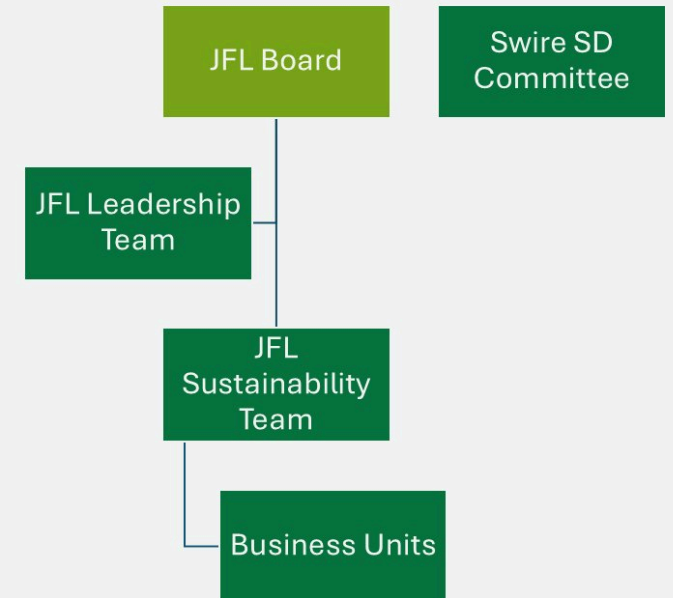 JFL Board
Swire SD
Committee
JFL Leadership
Team
JFL
Sustainability
Team
Business Units